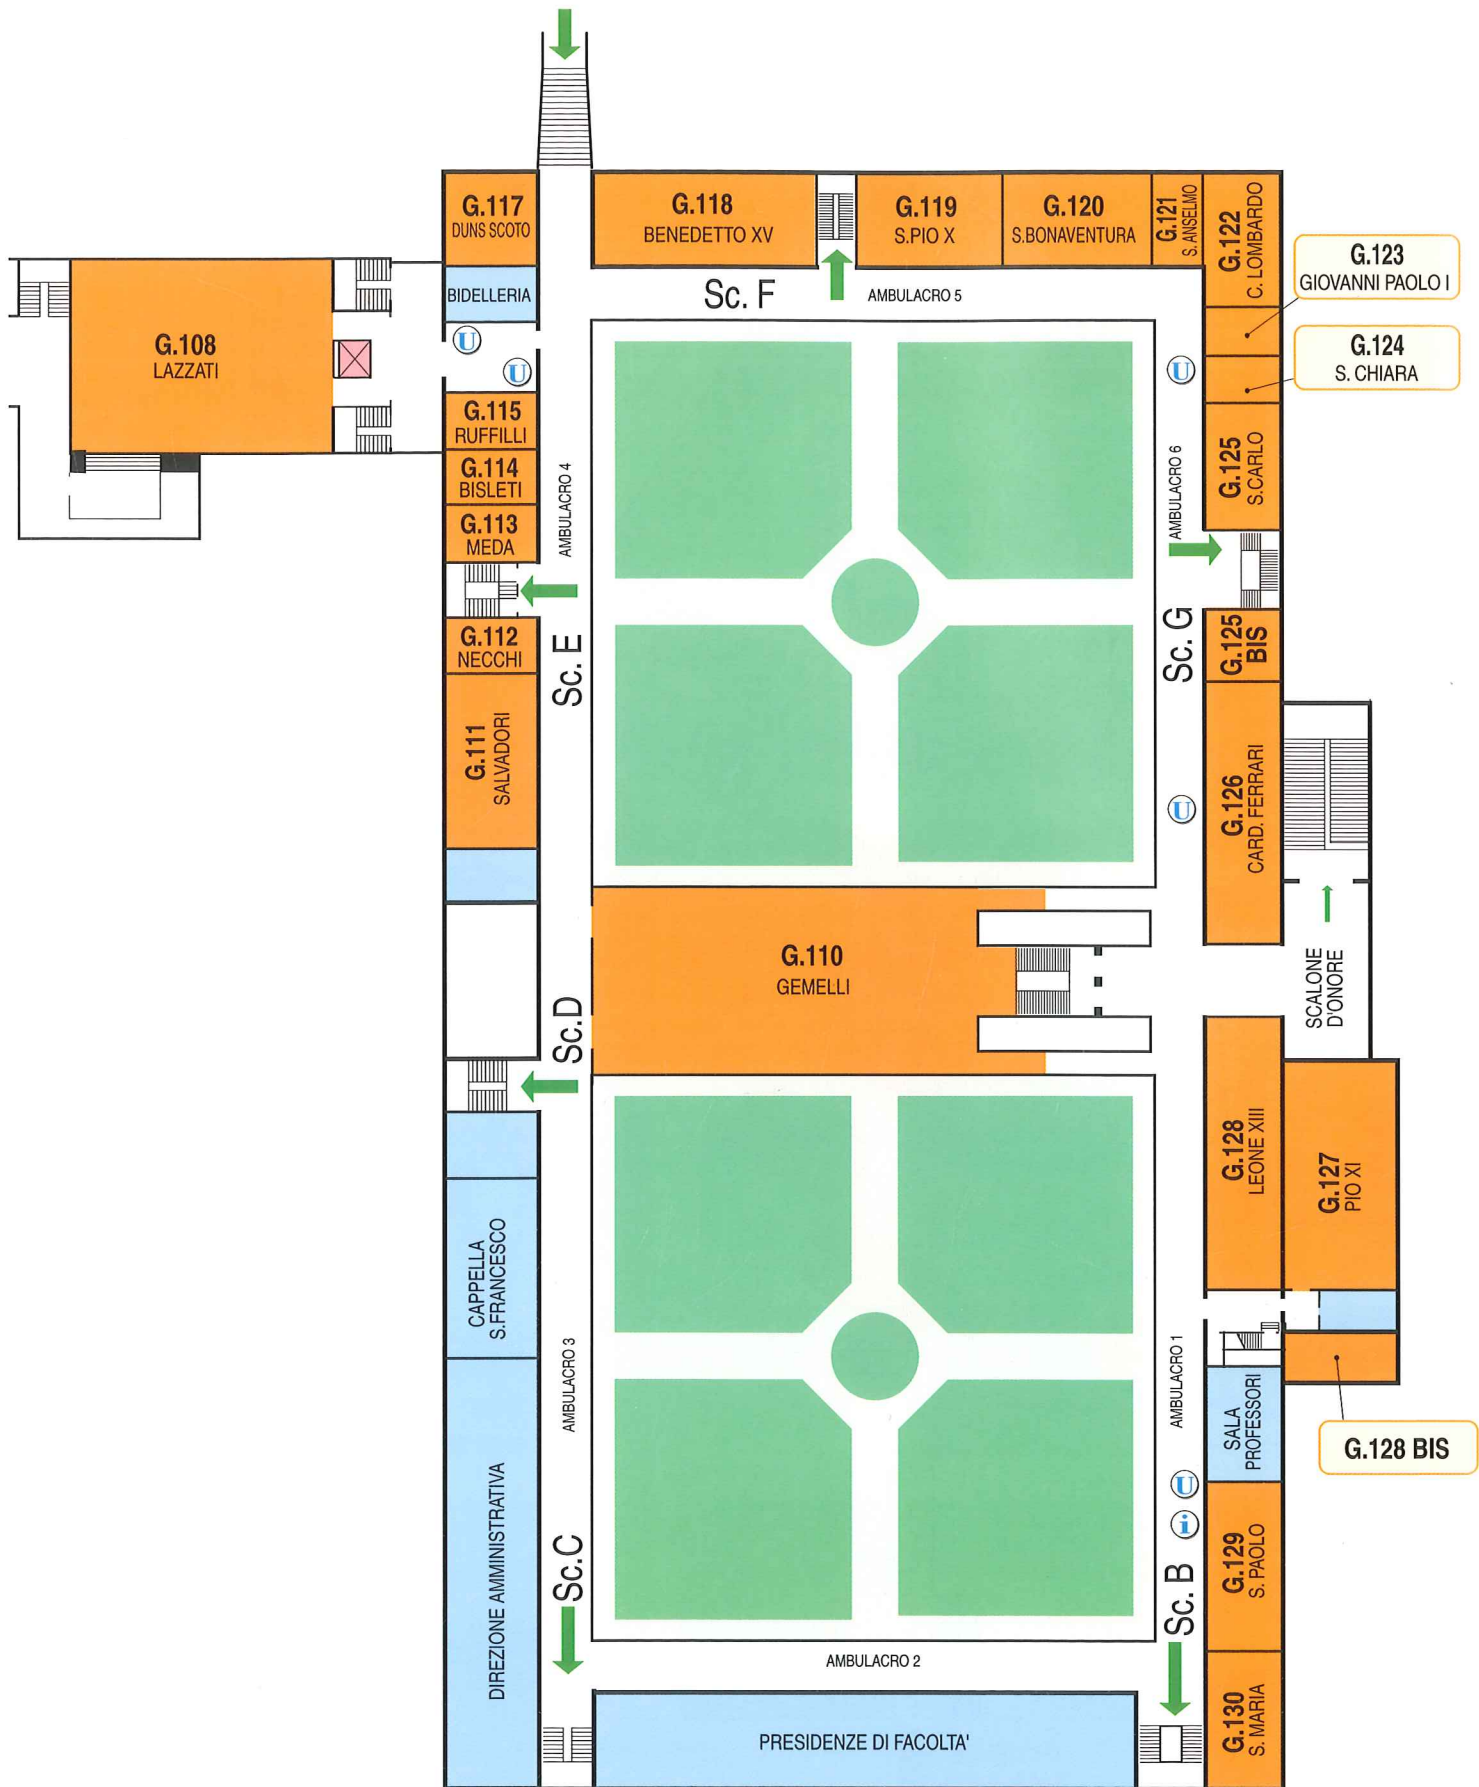 G.117
DUNS SCOTO
G.118
BENEDETTO XV
G.119
S.PIO X
G.120
S.BONAVENTURA
G.121
S. ANSELMO
G.122
C. LOMBARDO
G.123
GIOVANNI PAOLO I
G.124
S. CHIARA
BIDELLERIA
Sc. F
AMBULACRO 5
G.108
LAZZATI
U
U
U
G.115
RUFFILLI
G.114
BISLETI
G.113
MEDA
AMBULACRO 4
AMBULACRO 6
G.125
S.CARLO
Sc. E
Sc. G
G.112
NECCHI
G.125
BIS
G.111
SALVADORI
U
G.126
CARD. FERRARI
G.110
GEMELLI
SCALONE
D'ONORE
Sc.D
G.128
LEONE XIII
G.127
PIO XI
CAPPELLA
S.FRANCESCO
AMBULACRO 3
AMBULACRO 1
SALA
PROFESSORI
G.128 BIS
U
i
DIREZIONE AMMINISTRATIVA
Sc.C
Sc. B
G.129
S. PAOLO
AMBULACRO 2
G.130
S. MARIA
PRESIDENZE DI FACOLTA'